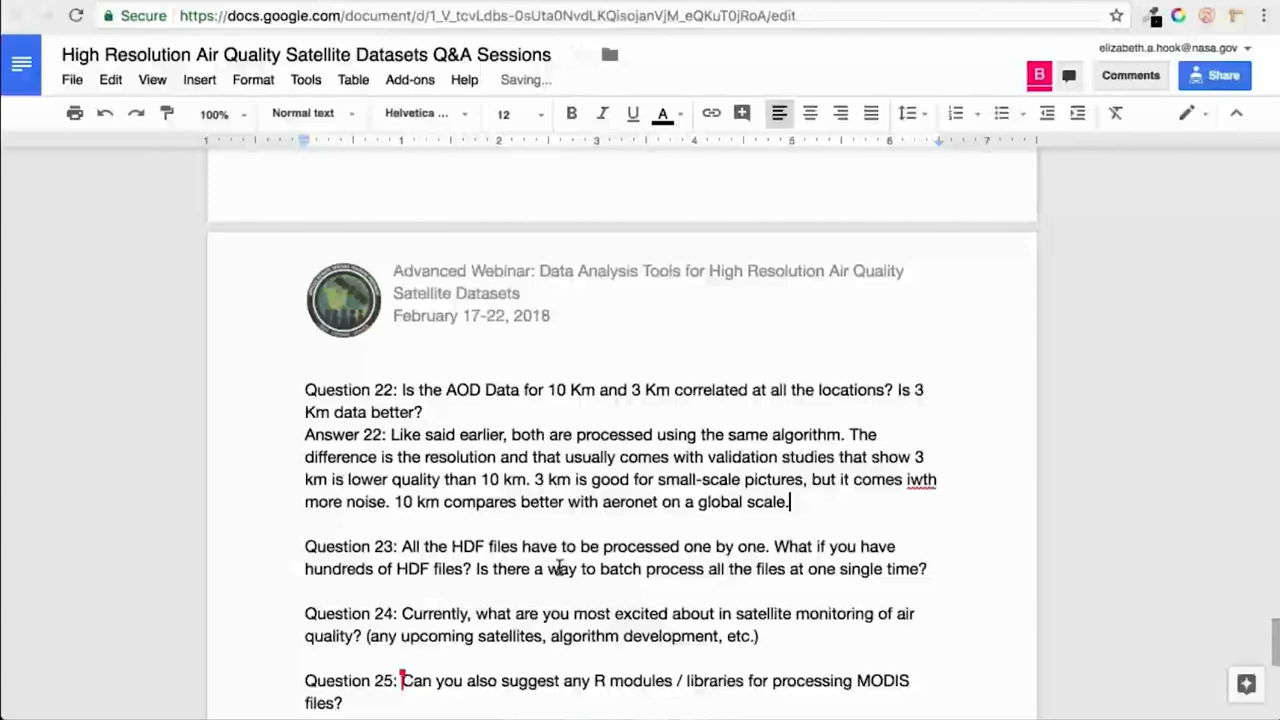 Secure https://docs.google.com/document/d/1_V_tcvLdbs-0sUta0NvdLKQisojanVjM_eQKuT0jRoA/edit
High Resolution Air Quality Satellite Datasets Q&A Sessions
elizabeth.a.hook@nasa.gov
File Edit View Insert Format Tools Table Add-ons Help Saving...
B Comments Share
100% Normal text Helvetica ... 12 B I U A
1 1 2 3 4 5 6 7
Advanced Webinar: Data Analysis Tools for High Resolution Air Quality
Satellite Datasets
February 17-22, 2018
Question 22: Is the AOD Data for 10 Km and 3 Km correlated at all the locations? Is 3
Km data better?
Answer 22: Like said earlier, both are processed using the same algorithm. The
difference is the resolution and that usually comes with validation studies that show 3
km is lower quality than 10 km. 3 km is good for small-scale pictures, but it comes iwth
more noise. 10 km compares better with aeronet on a global scale.
Question 23: All the HDF files have to be processed one by one. What if you have
hundreds of HDF files? Is there a way to batch process all the files at one single time?
Question 24: Currently, what are you most excited about in satellite monitoring of air
quality? (any upcoming satellites, algorithm development, etc.)
Question 25: Can you also suggest any R modules / libraries for processing MODIS
files?